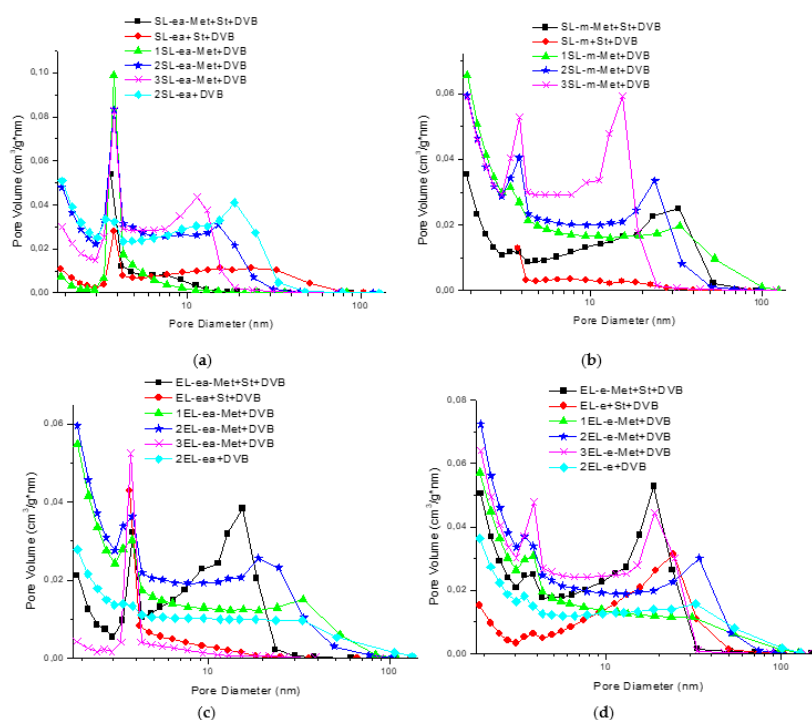 SL-ea-Met+St+DVB
SL-ea+St+DVB
1SL-ea-Met+DVB
2SL-ea-Met+DVB
3SL-ea-Met+DVB
2SL-ea+DVB
0,10
0,08
0,06
0,04
0,02
0,00
10
100
Pore Volume (cm³/g*nm)
Pore Diameter (nm)
(a)
SL-m-Met+St+DVB
SL-m+St+DVB
1SL-m-Met+DVB
2SL-m-Met+DVB
3SL-m-Met+DVB
0,06
0,04
0,02
0,00
10
100
Pore Volume (cm³/g*nm)
Pore Diameter (nm)
(b)
EL-ea-Met+St+DVB
EL-ea+St+DVB
1EL-ea-Met+DVB
2EL-ea-Met+DVB
3EL-ea-Met+DVB
2EL-ea+DVB
0,06
0,04
0,02
0,00
10
100
Pore Volume (cm³/g*nm)
Pore Diameter (nm)
(c)
EL-e-Met+St+DVB
EL-e+St+DVB
1EL-e-Met+DVB
2EL-e-Met+DVB
3EL-e-Met+DVB
2EL-e+DVB
0,08
0,06
0,04
0,02
0,00
10
100
Pore Volume (cm³/g*nm)
Pore Diameter (nm)
(d)